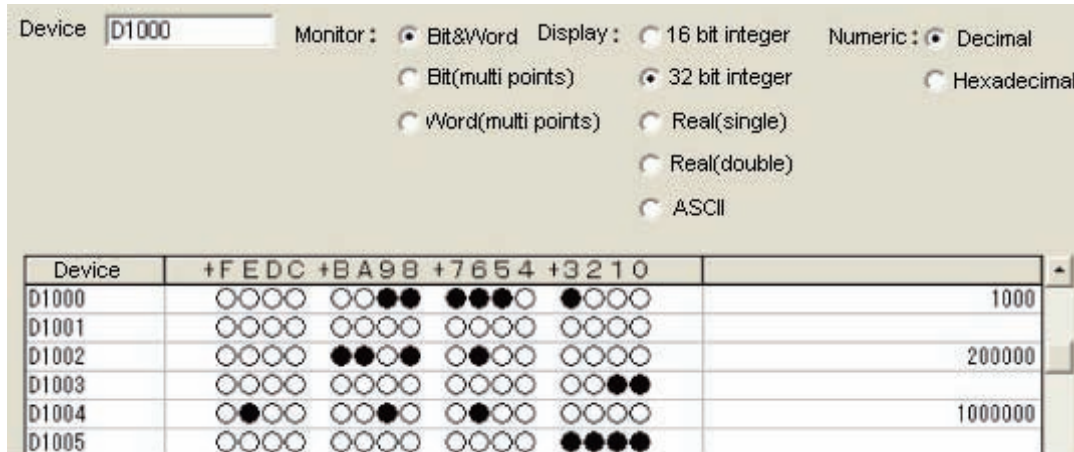 Device D1000 Monitor : Bit&Word Display : 16 bit integer Numeric : Decimal
Bit(multi points) 32 bit integer Hexadecimal
Word(multi points) Real(single)
Real(double)
ASCII
Device +F E D C +B A 9 8 +7 6 5 4 +3 2 1 0
D1000 1000
D1001
D1002 200000
D1003
D1004 1000000
D1005